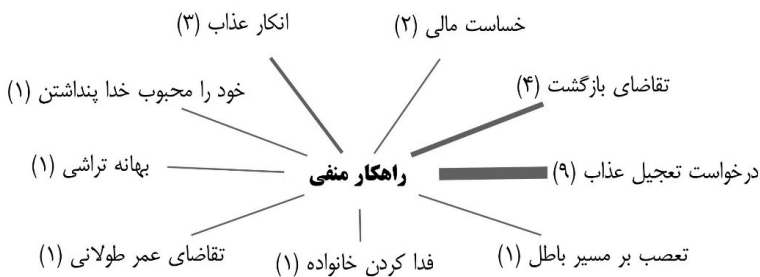 خساست مالی (۲)
انکار عذاب (۳)
تقاضای بازگشت (۴)
خود را محبوب خدا پنداشتن (۱)
درخواست تعجیل عذاب (۹)
راهکار منفی
بهانه تراشی (۱)
تعصب بر مسیر باطل (۱)
فدا کردن خانواده (۱)
تقاضای عمر طولانی (۱)